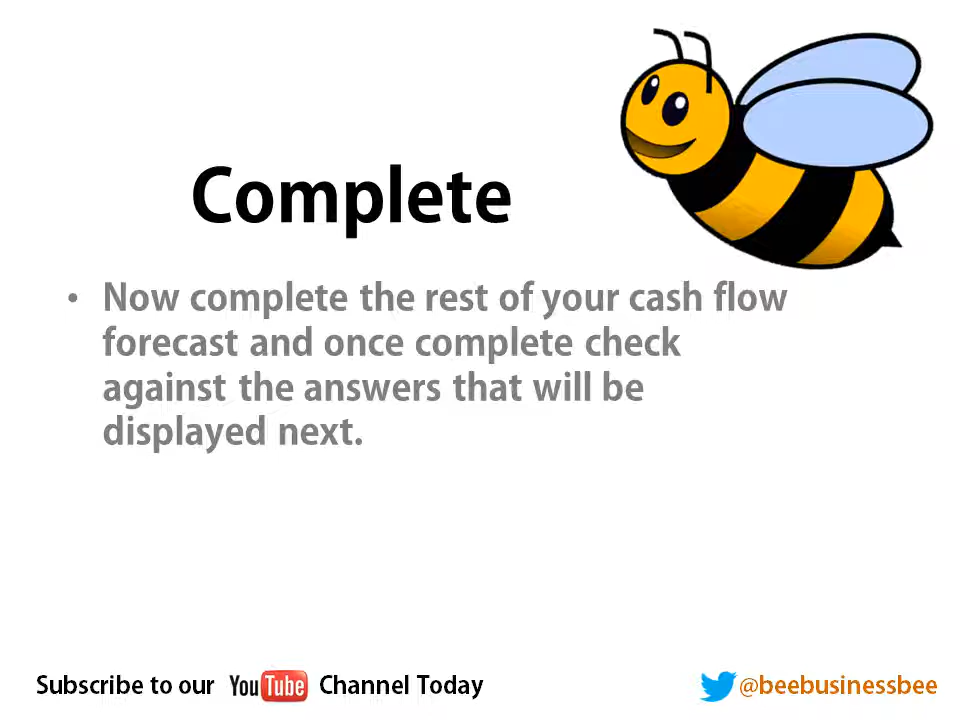 Complete
• Now complete the rest of your cash flow
forecast and once complete check
against the answers that will be
displayed next.
Subscribe to our YouTube Channel Today
@beebusinessbee